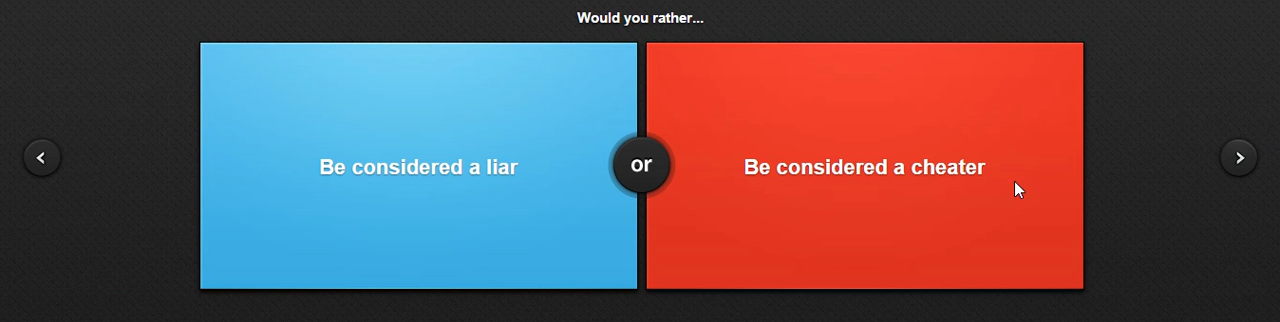 Would you rather...
Be considered a liar
or
Be considered a cheater